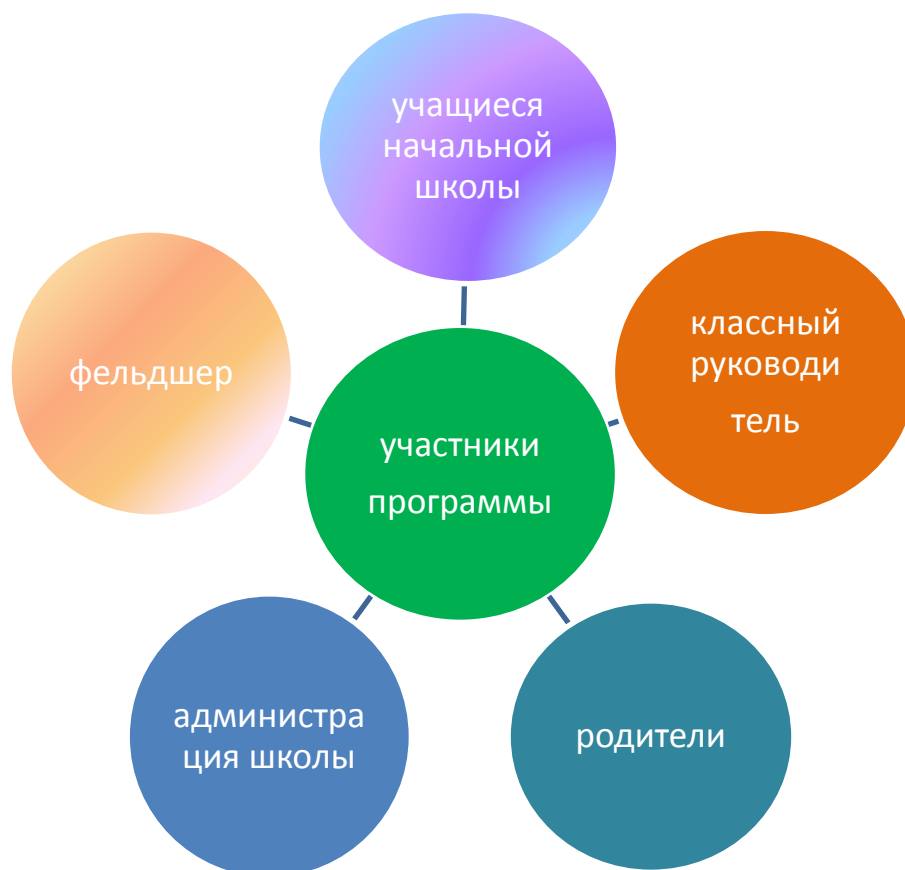 учащиеся
начальной
школы
фельдшер
классный
руководи
тель
участники
программы
администра
ция школы
родители